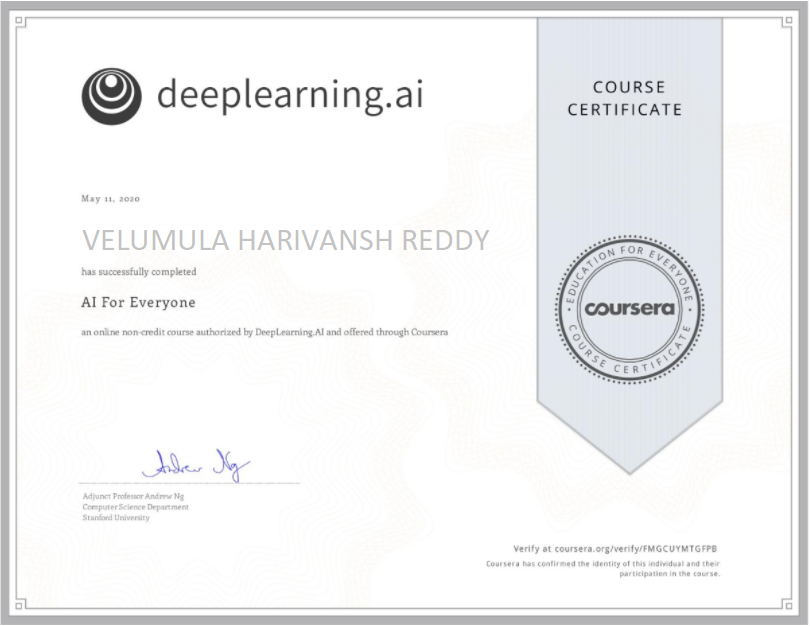 deeplearning.ai
COURSE
CERTIFICATE
May 11, 2020
VELUMULA HARIVANSH REDDY
has successfully completed
AI For Everyone
an online non-credit course authorized by DeepLearning.AI and offered through Coursera
EDUCATION FOR EVERYONE
coursera
COURSE CERTIFICATE
Andrew Ng
Adjunct Professor Andrew Ng
Computer Science Department
Stanford University
Verify at coursera.org/verify/FMGCUYMTGFPB
Coursera has confirmed the identity of this individual and their
participation in the course.